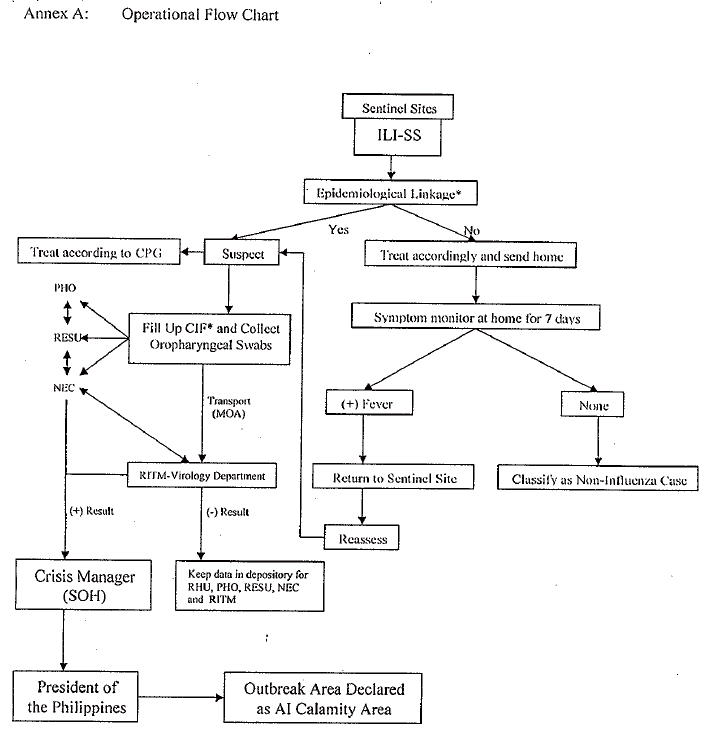 Annex A: Operational Flow Chart
Sentinel Sites
ILI-SS
Epidemiological Linkage*
Yes
No
Treat according to CPG
Suspect
Treat accordingly and send home
PHO
RESU
NEC
Fill Up CIF* and Collect
Oropharyngeal Swabs
Symptom monitor at home for 7 days
Transport
(MOA)
(+) Fever
None
RITM-Virology Department
Return to Sentinel Site
Classify as Non-Influenza Case
(+) Result
(-) Result
Reassess
Crisis Manager
(SOH)
Keep data in depository for
RHU, PHO, RESU, NEC
and RITM
President of
the Philippines
Outbreak Area Declared
as AI Calamity Area